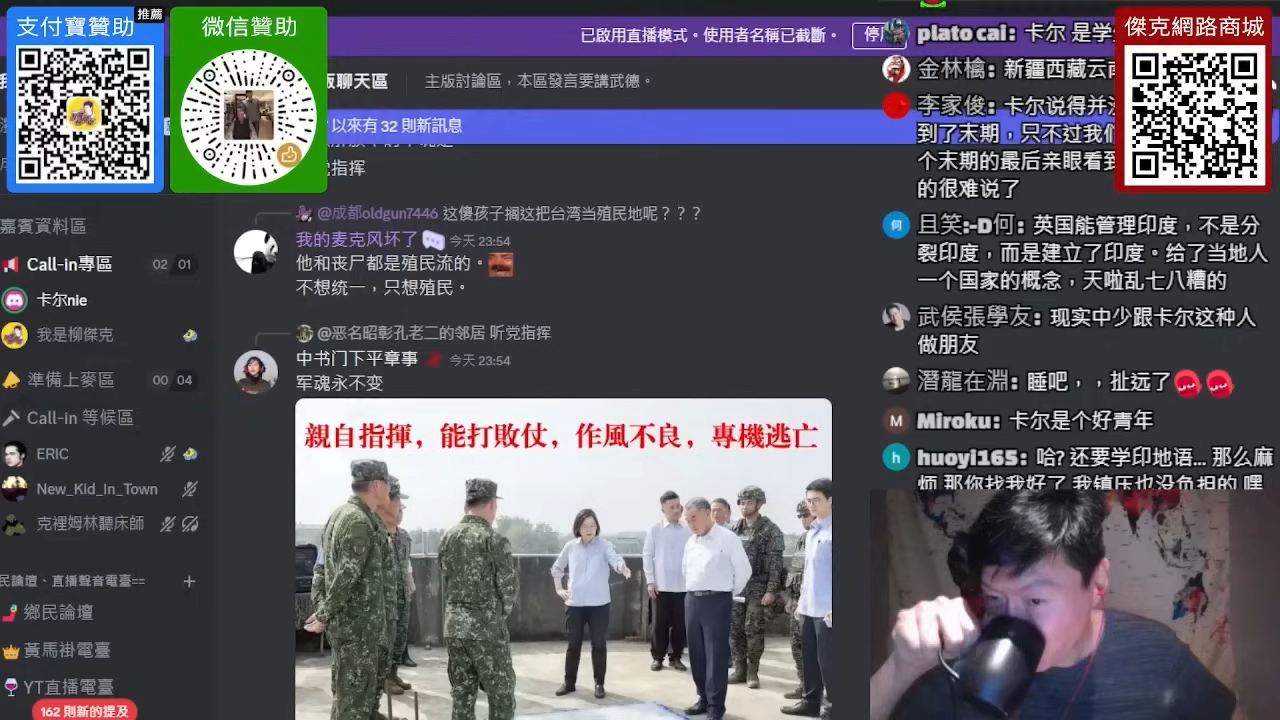 支付寶贊助
推薦
微信贊助
已啟用直播模式。使用者名稱已截斷。
停
聊天區
主版討論區，本區發言要講武德。
以來有 32 則新訊息
指揮
@成都oldgun7446 这傻孩子搁这把台湾当殖民地呢？？？
我的麦克风坏了 今天 23:54
他和丧尸都是殖民流的。
不想统一，只想殖民。
@恶名昭彰孔老二的邻居 听党指挥
中书门下平章事 今天 23:54
军魂永不变
親自指揮，能打敗仗，作風不良，專機逃亡
嘉賓資料區
Call-in專區 02 01
卡尔nie
我是柳傑克
準備上麥區 00 04
Call-in 等候區
ERIC
New_Kid_In_Town
克裡姆林聽床師
民論壇、直播聲音電臺==
鄉民論壇
黃馬褂電臺
YT直播電臺
162 則新的提及
傑克網路商城
plato cai: 卡尔 是学
金林檎: 新疆西藏云
李家俊: 卡尔说得并
到了末期，只不过我们
个末期的最后亲眼看到
的很难说了
且笑:-D何: 英国能管理印度，不是分
裂印度，而是建立了印度。给了当地人
一个国家的概念，天啦乱七八糟的
武侯張學友: 现实中少跟卡尔这种人
做朋友
潛龍在淵: 睡吧，，扯远了
Miroku: 卡尔是个好青年
huoyi165: 哈? 还要学印地语... 那么麻
烦 那你找我好了 我镇压也没负担的 嘿